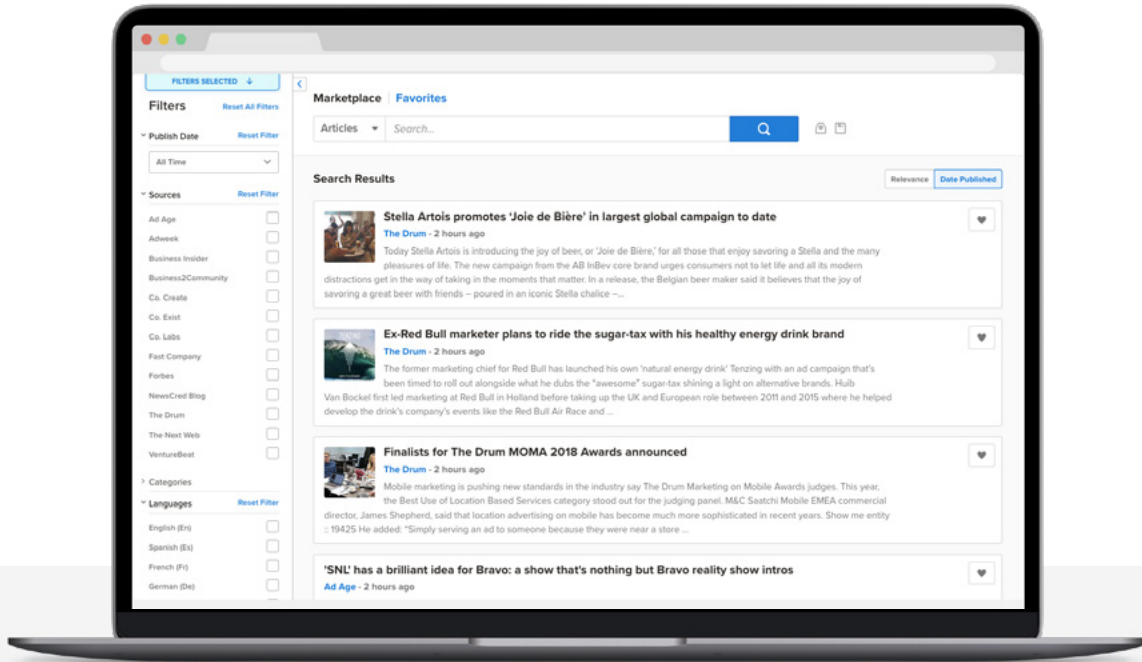 FILTERS SELECTED ↓
Filters
Reset All Filters
Publish Date
Reset Filter
All Time
Sources
Reset Filter
Ad Age
Adweek
Business Insider
Business2Community
Co. Create
Co. Exist
Co. Labs
Fast Company
Forbes
NewsCred Blog
The Drum
The Next Web
VentureBeat
Categories
Languages
Reset Filter
English (En)
Spanish (Es)
French (Fr)
German (De)
Marketplace | Favorites
Articles
Search...
Search Results
Relevance
Date Published
Stella Artois promotes 'Joie de Bière' in largest global campaign to date
The Drum - 2 hours ago
Today Stella Artois is introducing the joy of beer, or 'Joie de Bière,' for all those that enjoy savoring a Stella and the many
pleasures of life. The new campaign from the AB InBev core brand urges consumers not to let life and all its modern
distractions get in the way of taking in the moments that matter. In a release, the Belgian beer maker said it believes that the joy of
savoring a great beer with friends – poured in an iconic Stella chalice –...
Ex-Red Bull marketer plans to ride the sugar-tax with his healthy energy drink brand
The Drum - 2 hours ago
The former marketing chief for Red Bull has launched his own 'natural energy drink' Tenzing with an ad campaign that's
been timed to roll out alongside what he dubs the "awesome" sugar-tax shining a light on alternative brands. Huib
Van Bockel first led marketing at Red Bull in Holland before taking up the UK and European role between 2011 and 2015 where he helped
develop the drink's company's events like the Red Bull Air Race and ...
Finalists for The Drum MOMA 2018 Awards announced
The Drum - 2 hours ago
Mobile marketing is pushing new standards in the industry say The Drum Marketing on Mobile Awards judges. This year,
the Best Use of Location Based Services category stood out for the judging panel. M&C Saatchi Mobile EMEA commercial
director, James Shepherd, said that location advertising on mobile has become much more sophisticated in recent years. Show me entity
:: 19425 He added: "Simply serving an ad to someone because they were near a store ...
'SNL' has a brilliant idea for Bravo: a show that's nothing but Bravo reality show intros
Ad Age - 2 hours ago